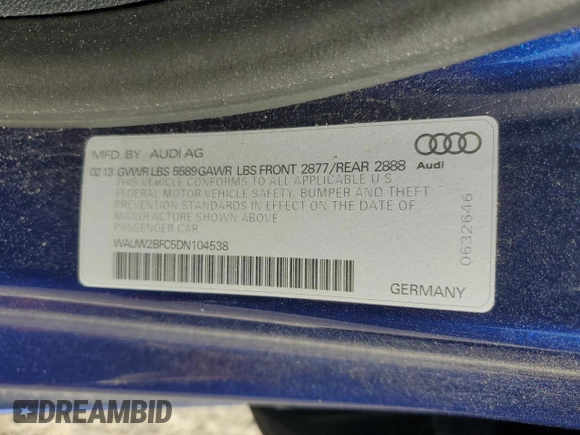 MFD. BY AUDI AG
02 13 GVWR LBS 5589 GAWR LBS FRONT 2877/REAR 2888
THIS VEHICLE CONFORMS TO ALL APPLICABLE U.S.
FEDERAL MOTOR VEHICLE SAFETY, BUMPER AND THEFT
PREVENTION STANDARDS IN EFFECT ON THE DATE OF
MANUFACTURE SHOWN ABOVE.
PASSENGER CAR
WAUW2BFC5DN104538
Audi
0632646
GERMANY
DREAMBID